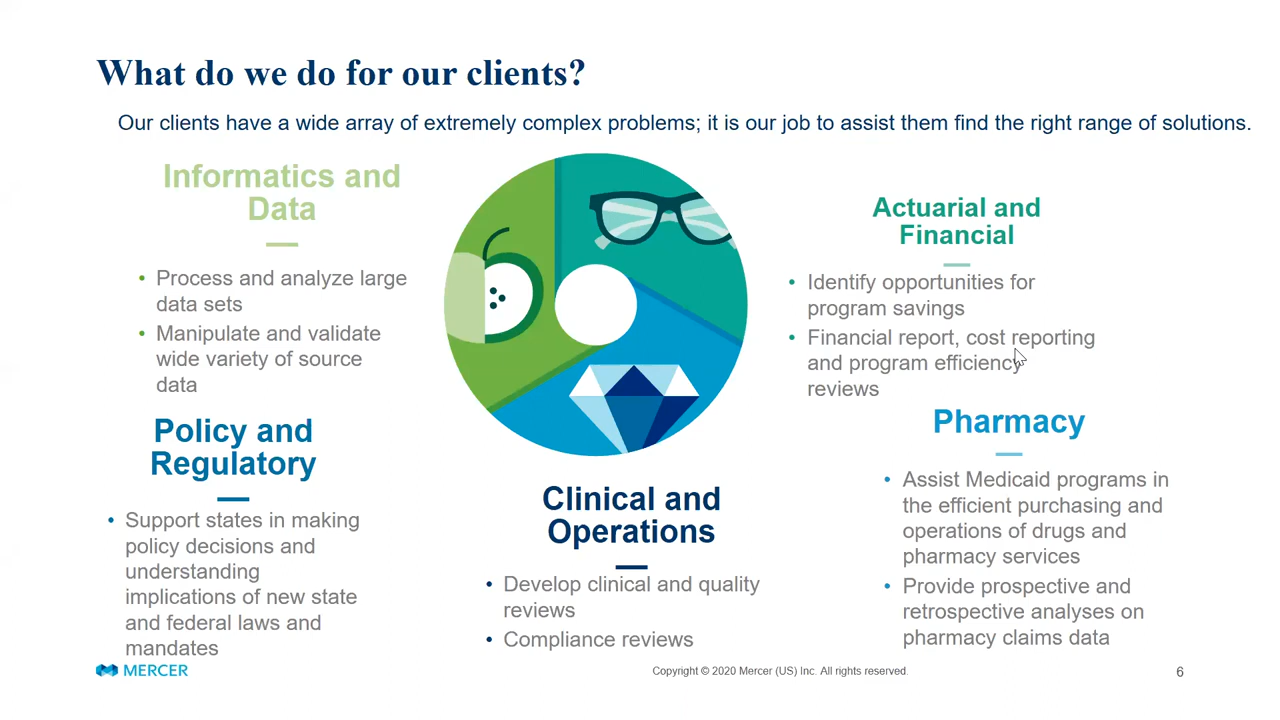 What do we do for our clients?
Our clients have a wide array of extremely complex problems; it is our job to assist them find the right range of solutions.
Informatics and
Data
• Process and analyze large
data sets
• Manipulate and validate
wide variety of source
data
Policy and
Regulatory
• Support states in making
policy decisions and
understanding
implications of new state
and federal laws and
mandates
Clinical and
Operations
• Develop clinical and quality
reviews
• Compliance reviews
Actuarial and
Financial
• Identify opportunities for
program savings
• Financial report, cost reporting
and program efficiency
reviews
Pharmacy
• Assist Medicaid programs in
the efficient purchasing and
operations of drugs and
pharmacy services
• Provide prospective and
retrospective analyses on
pharmacy claims data
MERCER
Copyright © 2020 Mercer (US) Inc. All rights reserved.
6